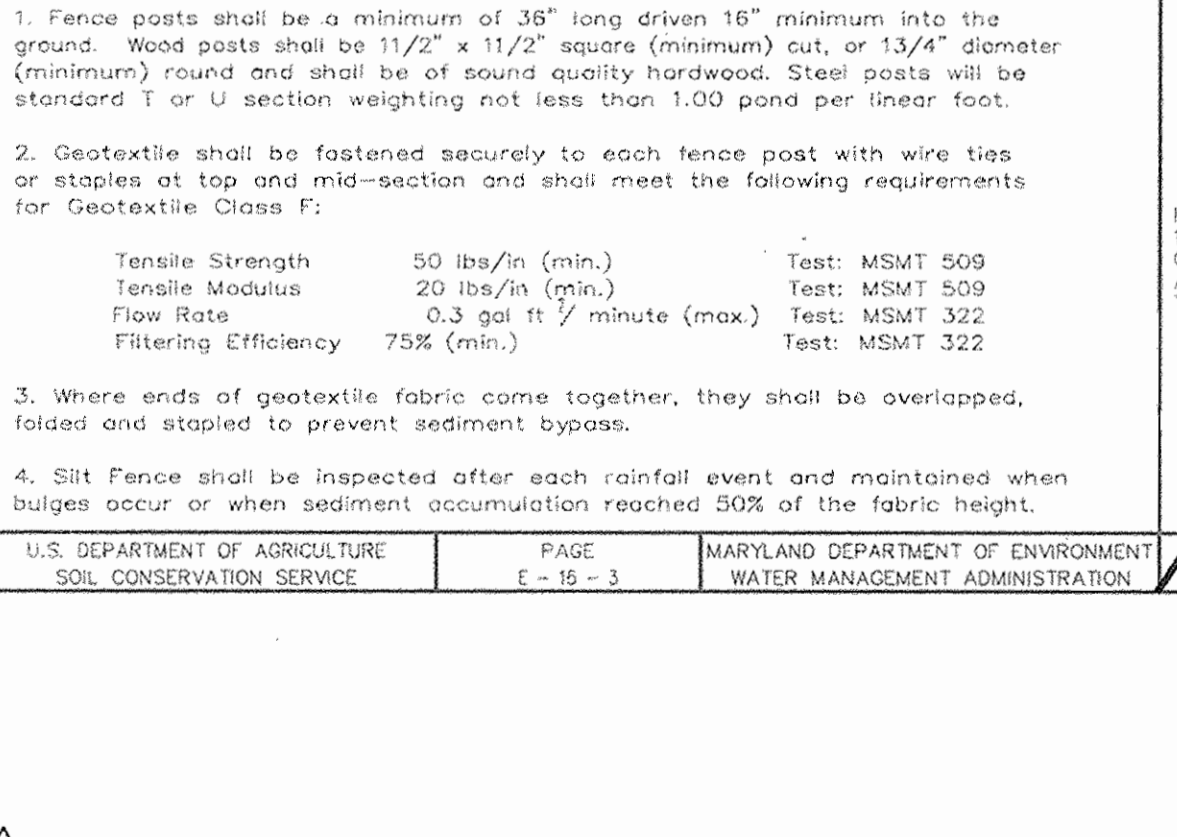 1. Fence posts shall be a minimum of 36" long driven 16" minimum into the
ground. Wood posts shall be 11/2" x 11/2" square (minimum) cut, or 13/4" diameter
(minimum) round and shall be of sound quality hardwood. Steel posts will be
standard T or U section weighting not less than 1.00 pond per linear foot.
2. Geotextile shall be fastened securely to each fence post with wire ties
or staples at top and mid-section and shall meet the following requirements
for Geotextile Class F:
Tensile Strength 50 lbs/in (min.) Test: MSMT 509
Tensile Modulus 20 lbs/in (min.) Test: MSMT 509
Flow Rate 0.3 gal ft ²/ minute (max.) Test: MSMT 322
Filtering Efficiency 75% (min.) Test: MSMT 322
3. Where ends of geotextile fabric come together, they shall be overlapped,
folded and stapled to prevent sediment bypass.
4. Silt Fence shall be inspected after each rainfall event and maintained when
bulges occur or when sediment accumulation reached 50% of the fabric height.
U.S. DEPARTMENT OF AGRICULTURE
SOIL CONSERVATION SERVICE
PAGE
E - 15 - 3
MARYLAND DEPARTMENT OF ENVIRONMENT
WATER MANAGEMENT ADMINISTRATION